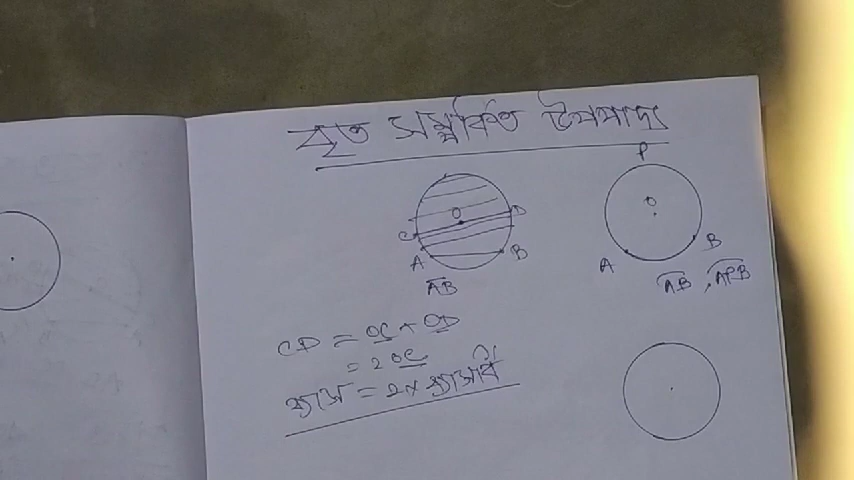 বৃত্ত সম্পর্কিত উপপাদ্য
P
O
O
C
D
A
B
A
B
AB
AB, APB
CD = OC + OD
= 2 OC
ব্যাস = 2 × ব্যাসার্ধ